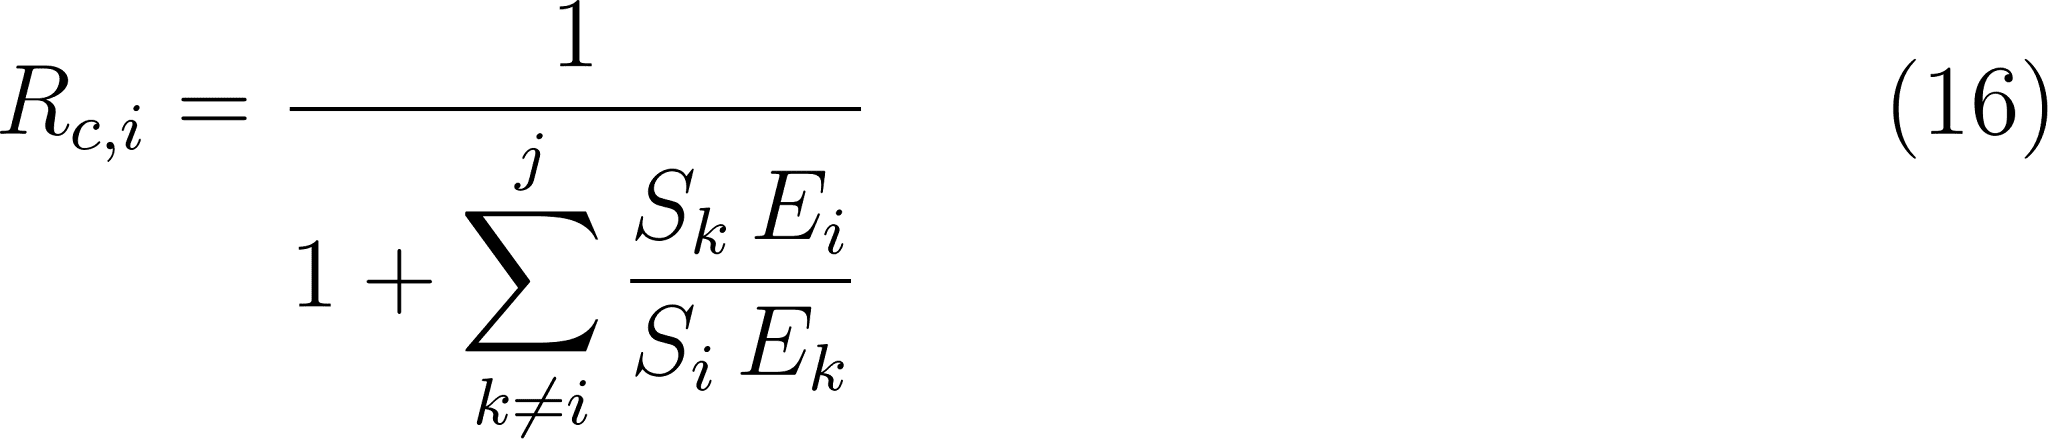 R_{c,i} = \frac{1}{1 + \sum_{k \neq i}^{j} \frac{S_k E_i}{S_i E_k}} (16)